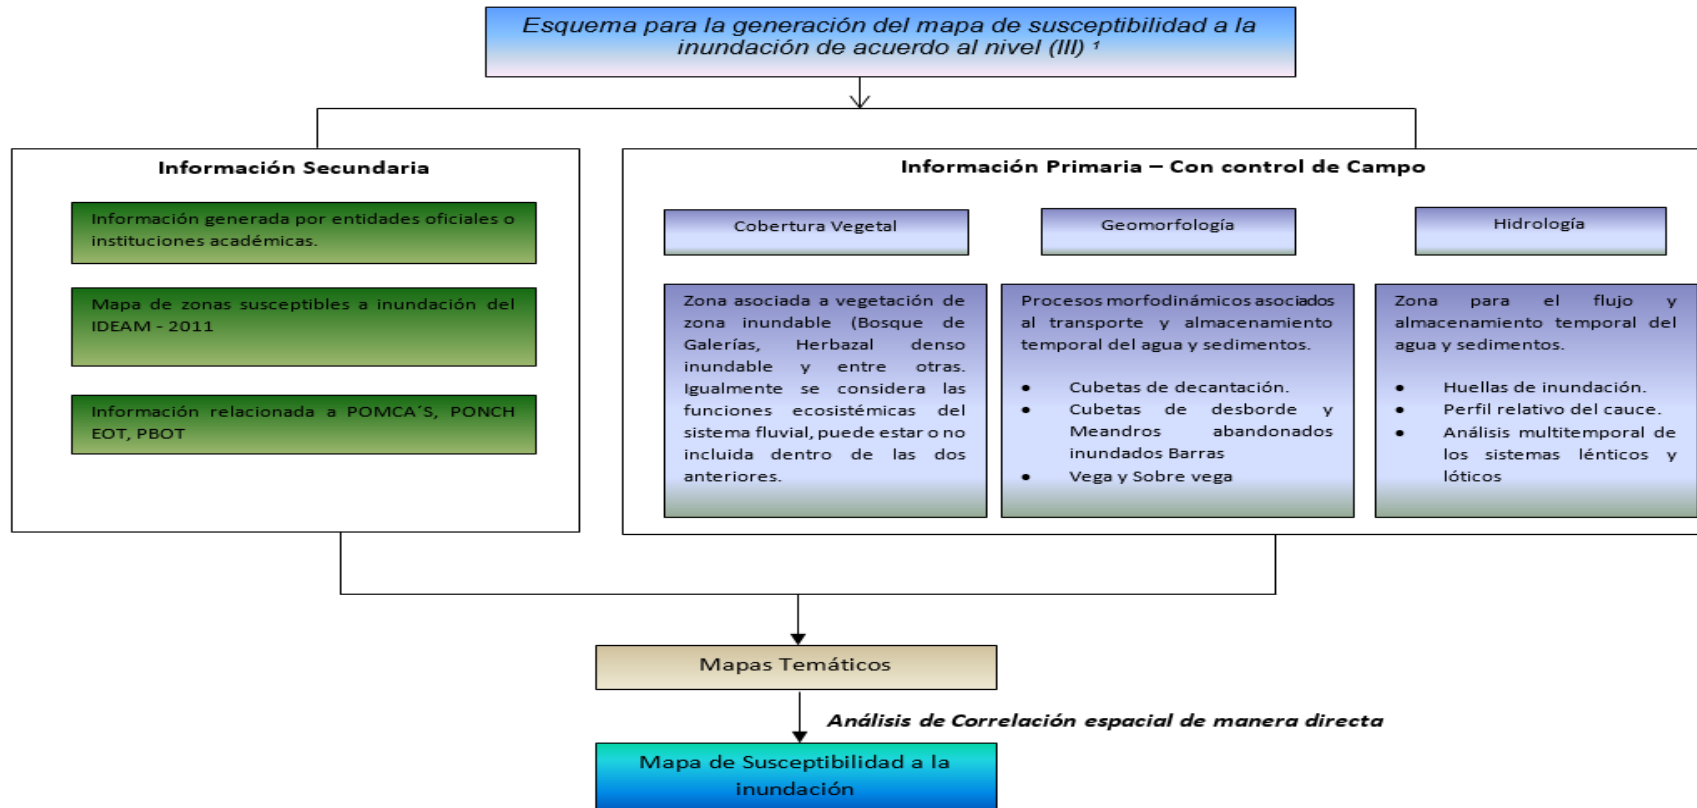 Esquema para la generación del mapa de susceptibilidad a la
inundación de acuerdo al nivel (III) ¹
Información Secundaria
Información generada por entidades oficiales o
instituciones académicas.
Mapa de zonas susceptibles a inundación del
IDEAM - 2011
Información relacionada a POMCA´S, PONCH
EOT, PBOT
Información Primaria – Con control de Campo
Cobertura Vegetal
Zona asociada a vegetación de
zona inundable (Bosque de
Galerías, Herbazal denso
inundable y entre otras.
Igualmente se considera las
funciones ecosistémicas del
sistema fluvial, puede estar o no
incluida dentro de las dos
anteriores.
Geomorfología
Procesos morfodinámicos asociados
al transporte y almacenamiento
temporal del agua y sedimentos.
• Cubetas de decantación.
• Cubetas de desborde y
Meandros abandonados
inundados Barras
• Vega y Sobre vega
Hidrología
Zona para el flujo y
almacenamiento temporal del
agua y sedimentos.
• Huellas de inundación.
• Perfil relativo del cauce.
• Análisis multitemporal de
los sistemas lénticos y
lóticos
Mapas Temáticos
Análisis de Correlación espacial de manera directa
Mapa de Susceptibilidad a la
inundación